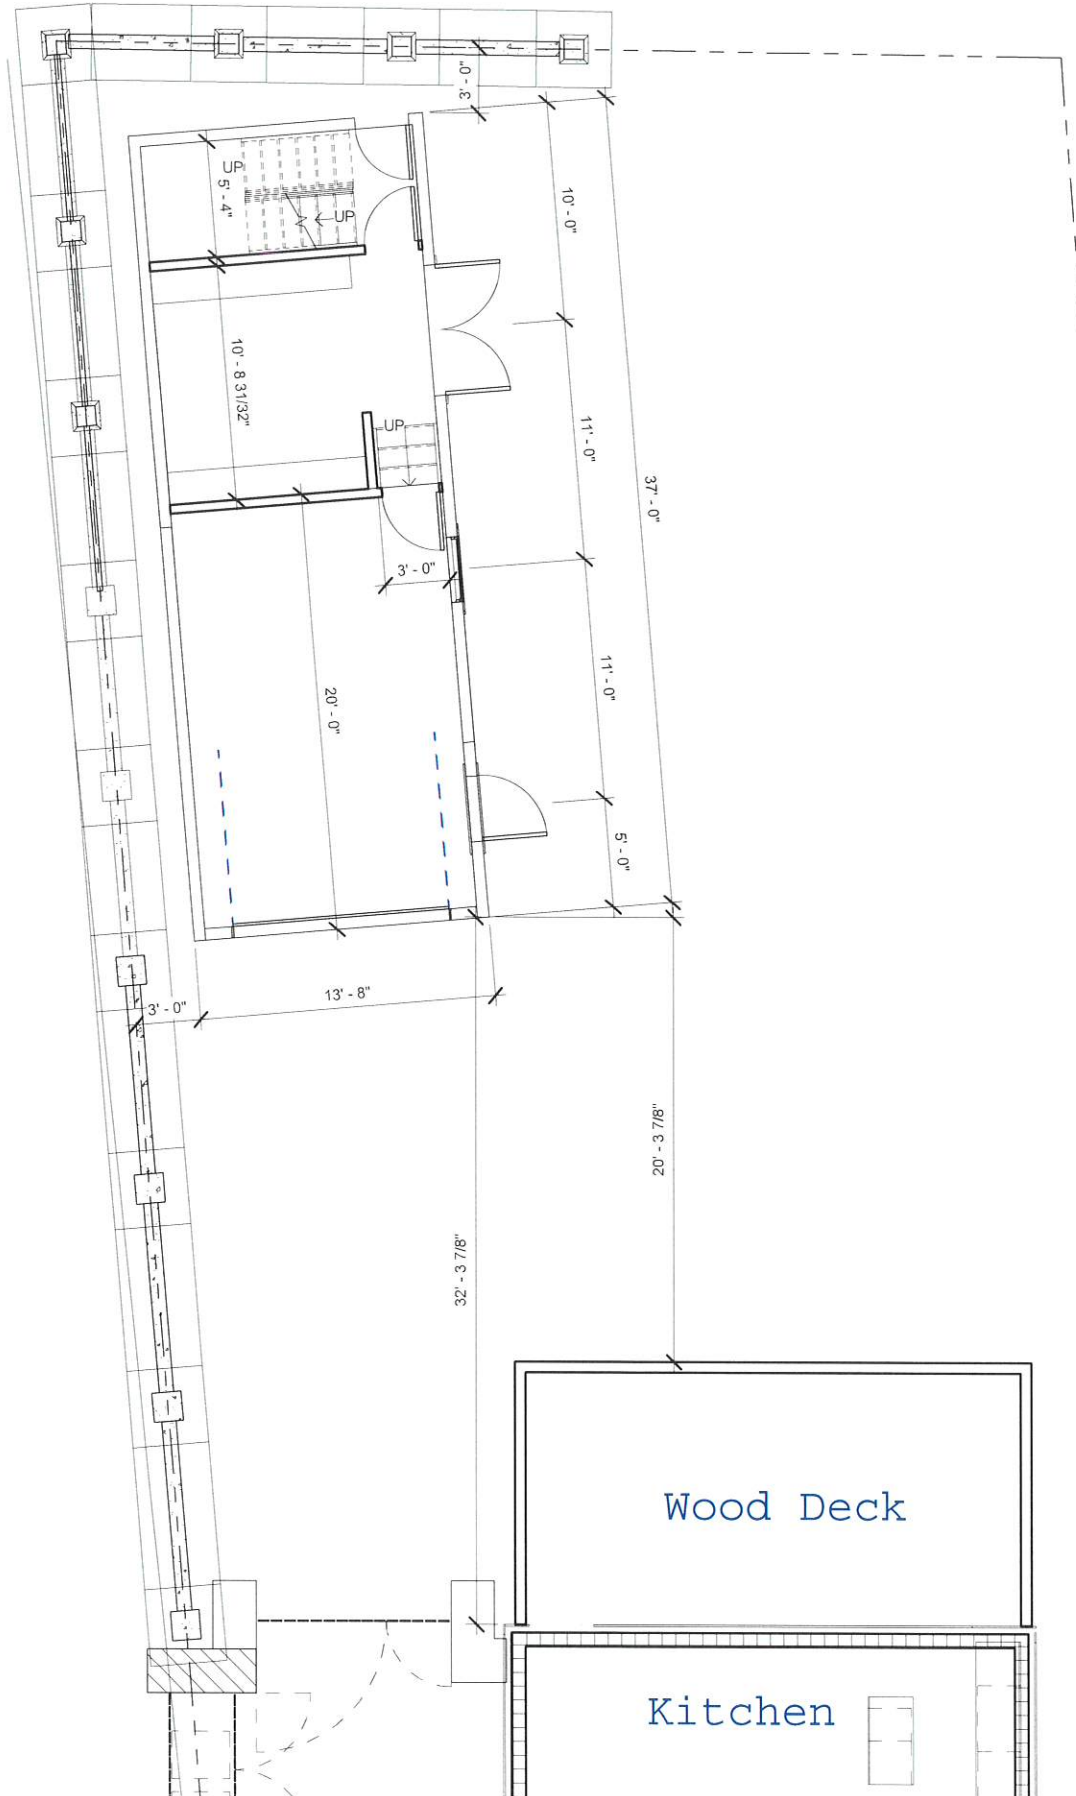 3' - 0"
UP
5' - 4"
UP
10' - 0"
10' - 8 31/32"
UP
11' - 0"
37' - 0"
3' - 0"
20' - 0"
11' - 0"
5' - 0"
3' - 0"
13' - 8"
20' - 3 7/8"
32' - 3 7/8"
Wood Deck
Kitchen